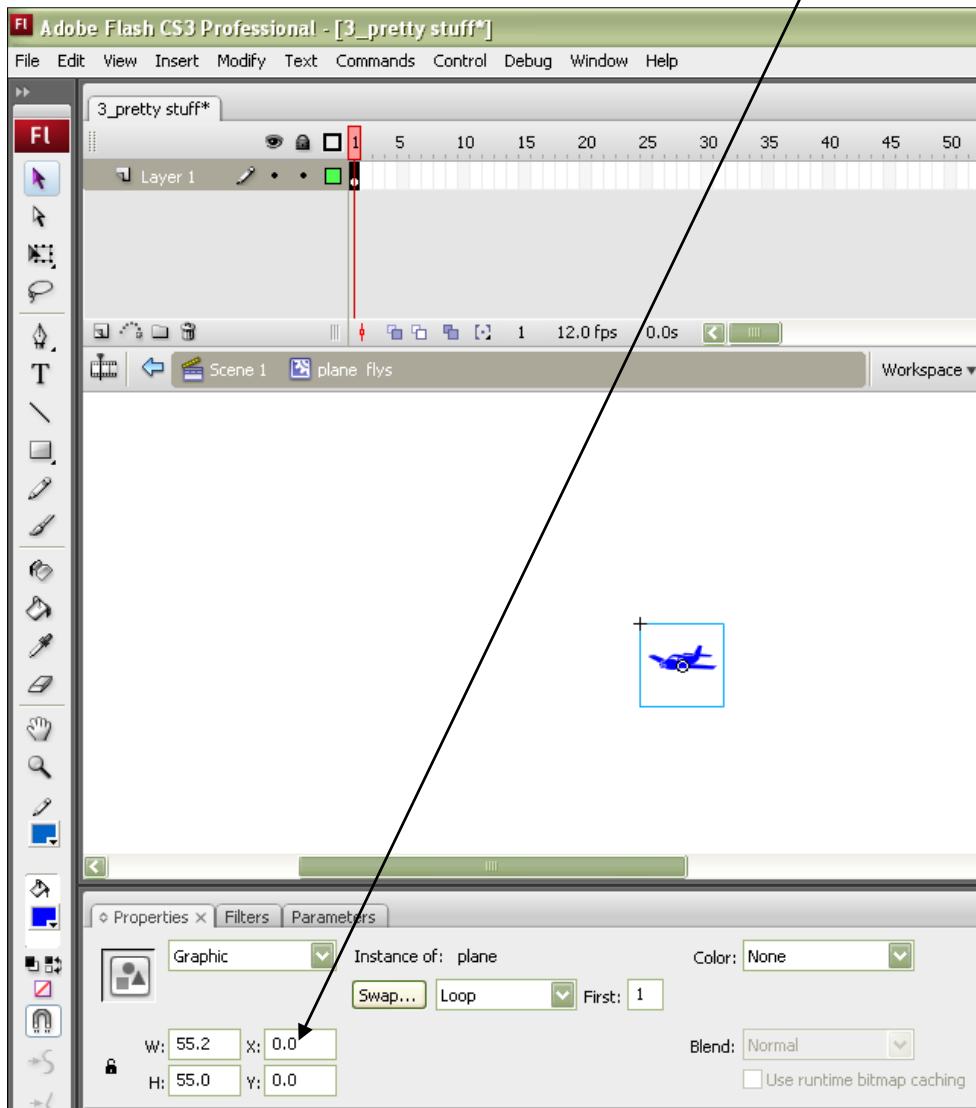 Fl Adobe Flash CS3 Professional - [3_pretty stuff*]
File Edit View Insert Modify Text Commands Control Debug Window Help
3_pretty stuff*
Fl
1 5 10 15 20 25 30 35 40 45 50
Layer 1
1 12.0 fps 0.0s
T
Scene 1 plane flys Workspace
Properties × Filters Parameters
Graphic Instance of: plane Color: None
Swap... Loop First: 1
W: 55.2 X: 0.0 Blend: Normal
H: 55.0 Y: 0.0 Use runtime bitmap caching